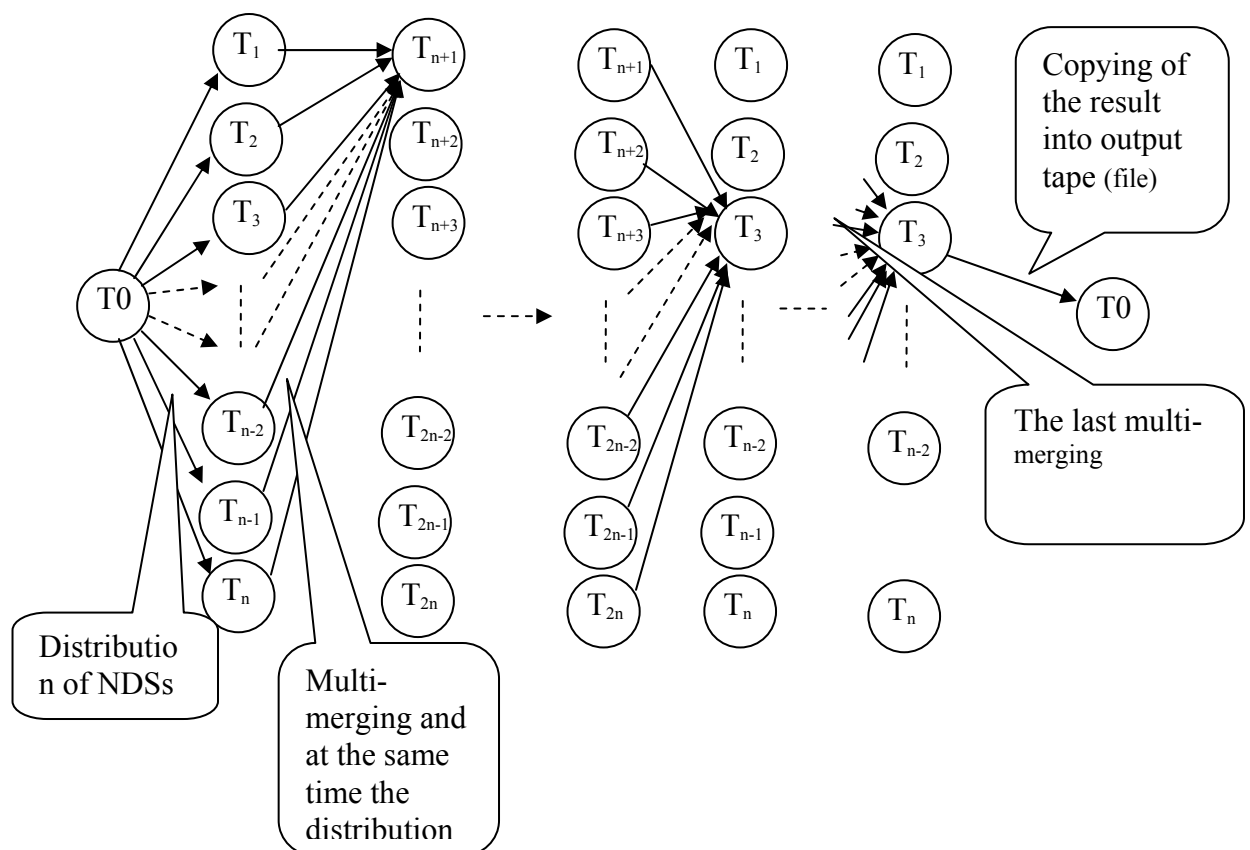 T1
T2
T3
T0
Tn-2
Tn-1
Tn
Tn+1
Tn+2
Tn+3
T2n-2
T2n-1
T2n
Tn+1
Tn+2
Tn+3
T2n-2
T2n-1
T2n
T1
T2
T3
Tn-2
Tn-1
Tn
T1
T2
T3
Tn-2
Tn
T0
Copying of
the result
into output
tape (file)
The last multi-
merging
Distributio
n of NDSs
Multi-
merging and
at the same
time the
distribution